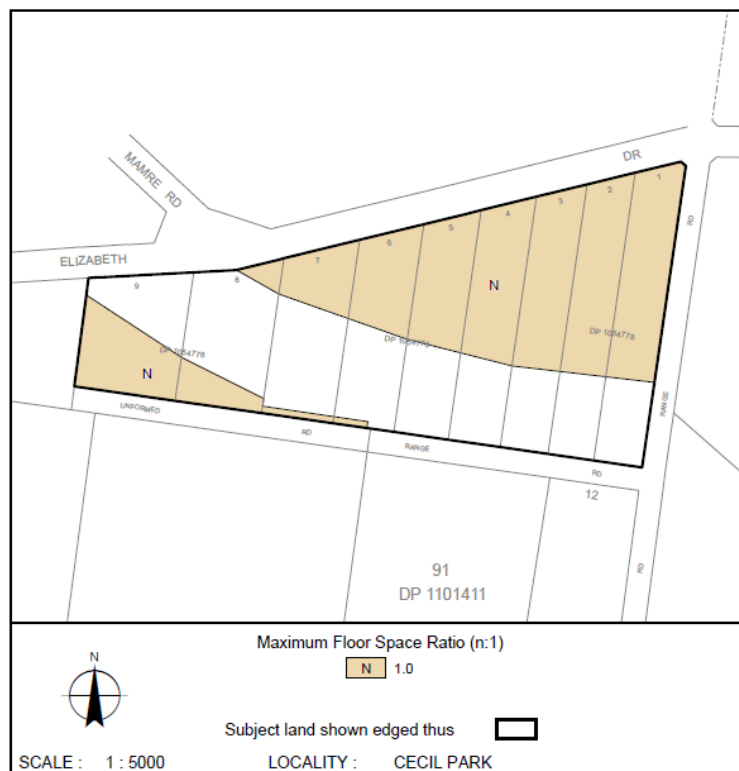 DR
MAMRE RD
1
2
3
4
5
6
7
8
9
RD
ELIZABETH
N
DP 1054778
DP 1054778
DP 1054778
N
UNFORMED
RD
RANGE
RD
RANGE
12
RD
91
DP 1101411
Maximum Floor Space Ratio (n:1)
N
N 1.0
Subject land shown edged thus
SCALE : 1 : 5000 LOCALITY : CECIL PARK